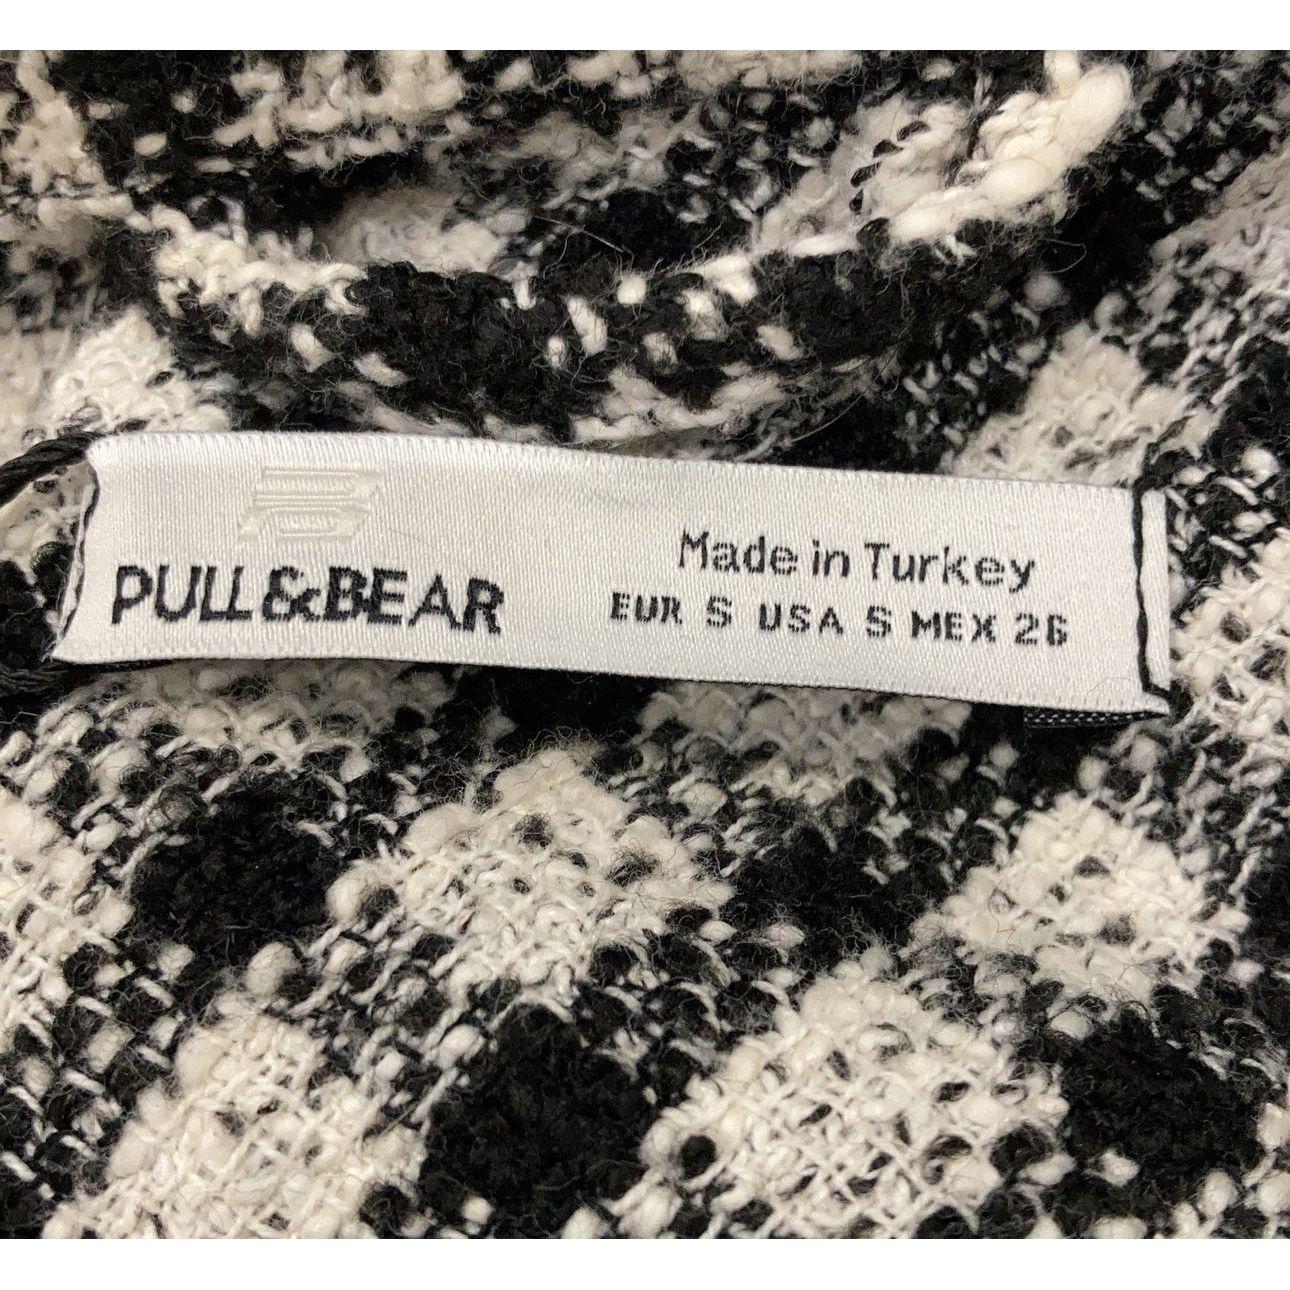 PULL&BEAR
Made in Turkey
EUR S USA S MEX 26